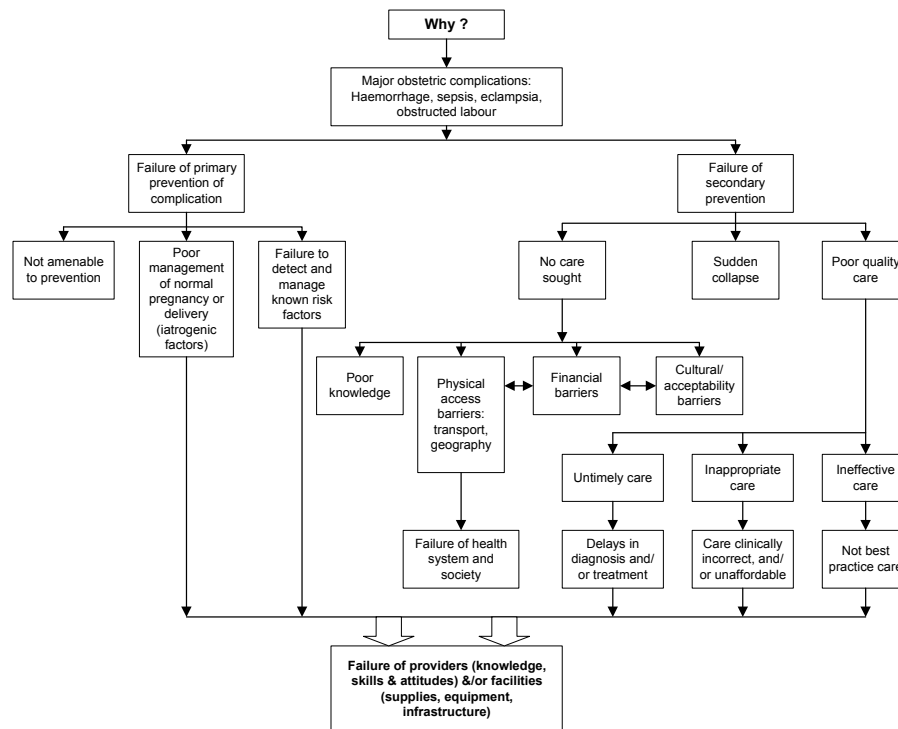 Why ?
Major obstetric complications:
Haemorrhage, sepsis, eclampsia,
obstructed labour
Failure of primary
prevention of
complication
Failure of
secondary
prevention
Not amenable
to prevention
Poor
management
of normal
pregnancy or
delivery
(iatrogenic
factors)
Failure to
detect and
manage
known risk
factors
No care
sought
Sudden
collapse
Poor quality
care
Poor
knowledge
Physical
access
barriers:
transport,
geography
Financial
barriers
Cultural/
acceptability
barriers
Untimely care
Inappropriate
care
Ineffective
care
Failure of health
system and
society
Delays in
diagnosis and/
or treatment
Care clinically
incorrect, and/
or unaffordable
Not best
practice care
Failure of providers (knowledge,
skills & attitudes) &/or facilities
(supplies, equipment,
infrastructure)